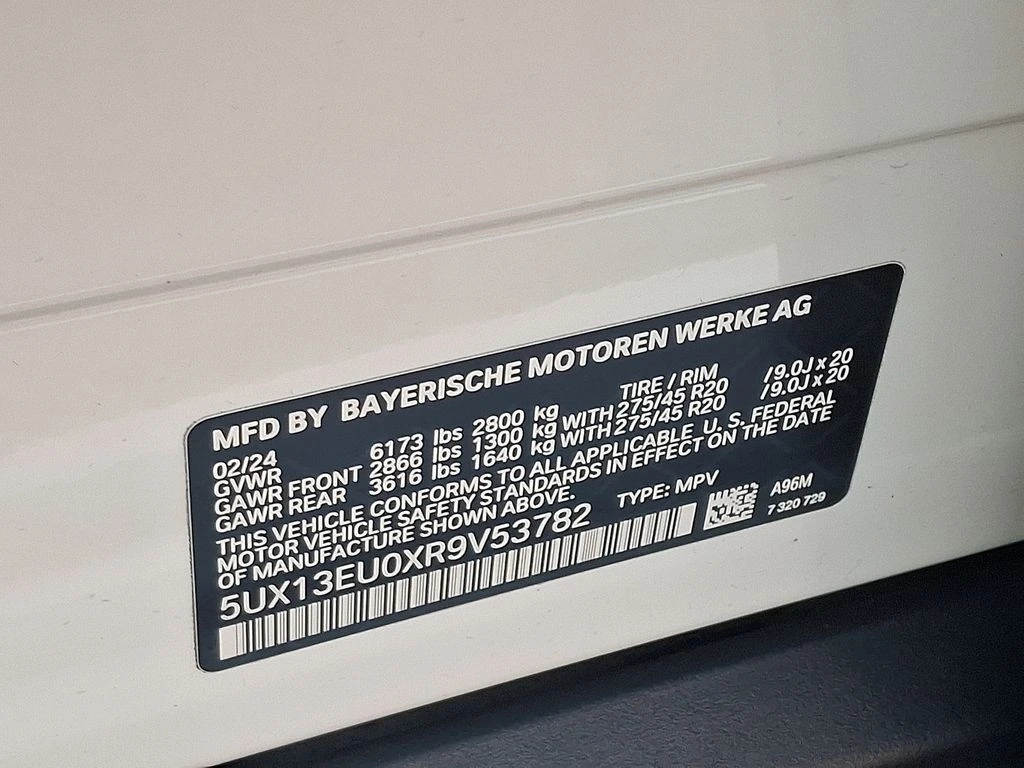 MFD BY BAYERISCHE MOTOREN WERKE AG
02/24 TIRE / RIM
GVWR 6173 lbs 2800 kg
GAWR FRONT 2866 lbs 1300 kg WITH 275/45 R20 /9.0J x 20
GAWR REAR 3616 lbs 1640 kg WITH 275/45 R20 /9.0J x 20
THIS VEHICLE CONFORMS TO ALL APPLICABLE U. S. FEDERAL
MOTOR VEHICLE SAFETY STANDARDS IN EFFECT ON THE DATE
OF MANUFACTURE SHOWN ABOVE.
5UX13EU0XR9V53782 TYPE: MPV A96M
7 320 729